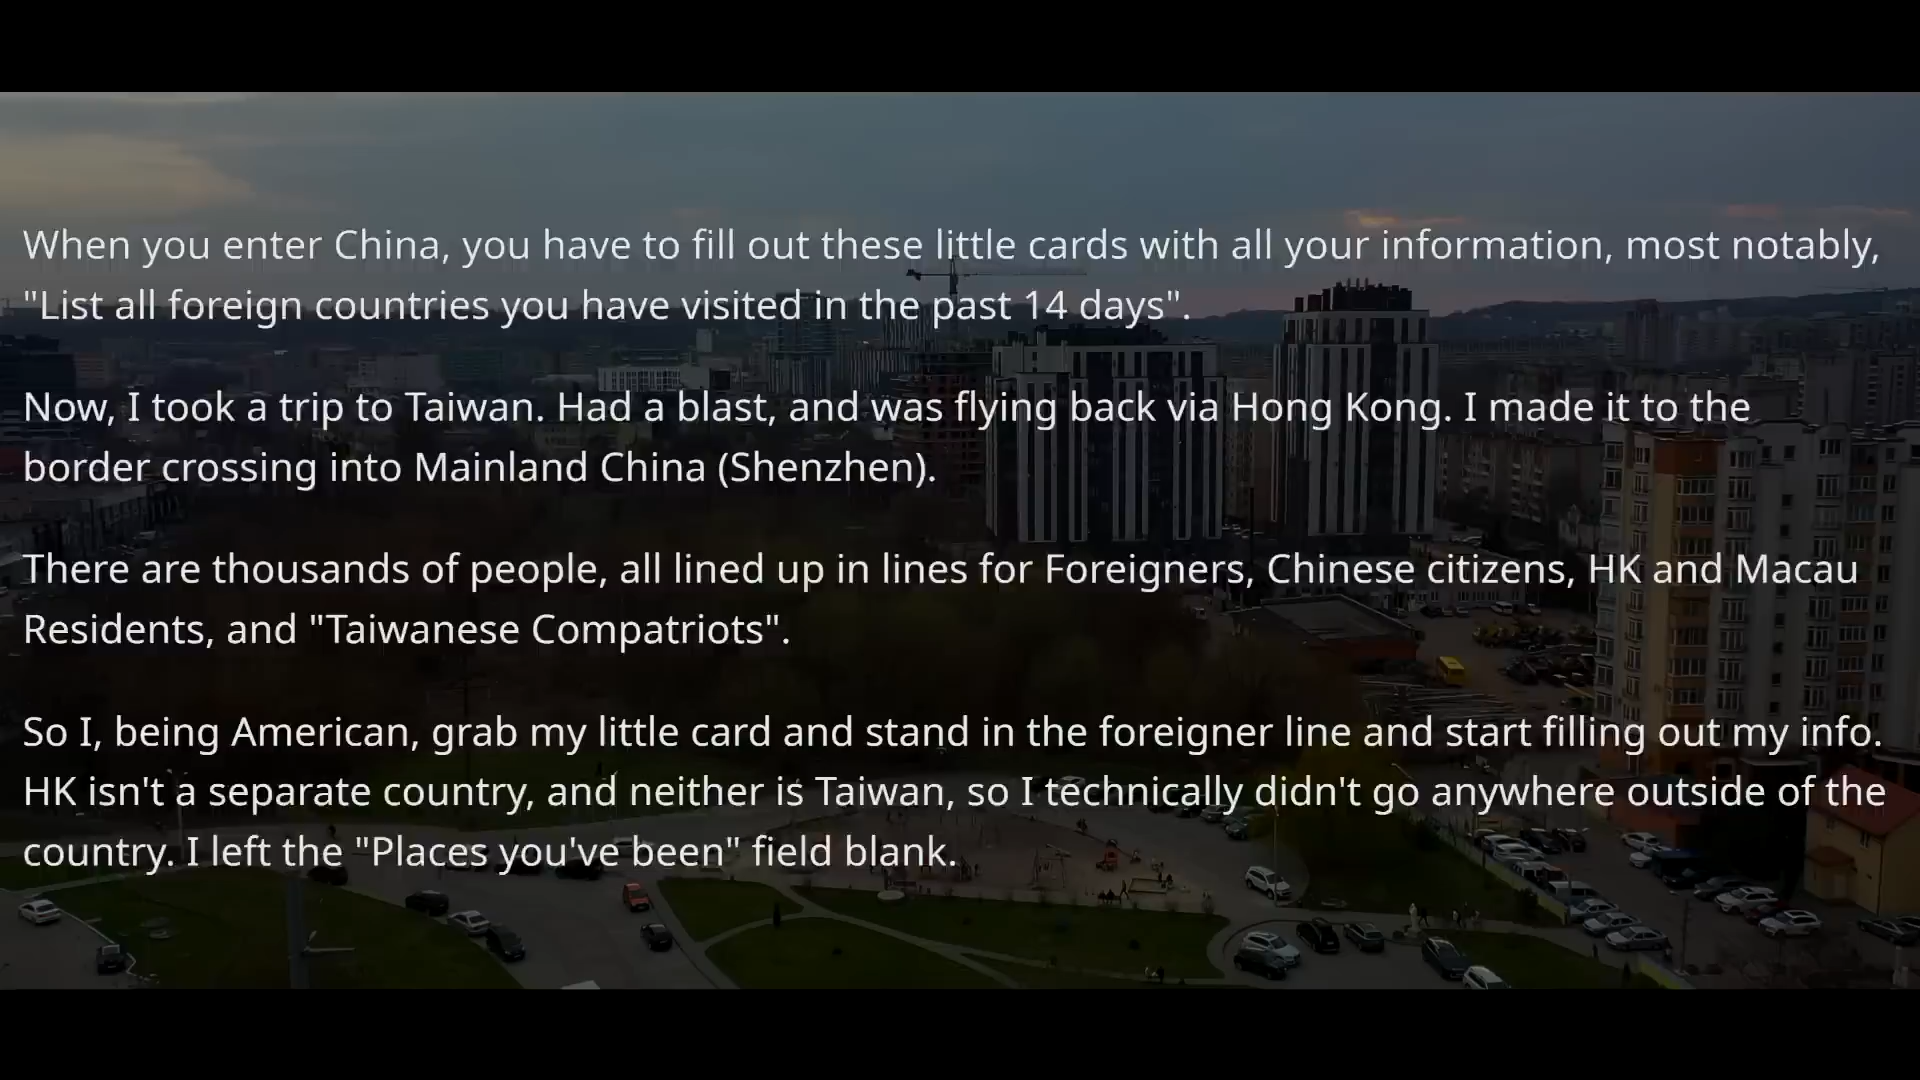 When you enter China, you have to fill out these little cards with all your information, most notably,
"List all foreign countries you have visited in the past 14 days".
Now, I took a trip to Taiwan. Had a blast, and was flying back via Hong Kong. I made it to the
border crossing into Mainland China (Shenzhen).
There are thousands of people, all lined up in lines for Foreigners, Chinese citizens, HK and Macau
Residents, and "Taiwanese Compatriots".
So I, being American, grab my little card and stand in the foreigner line and start filling out my info.
HK isn't a separate country, and neither is Taiwan, so I technically didn't go anywhere outside of the
country. I left the "Places you've been" field blank.